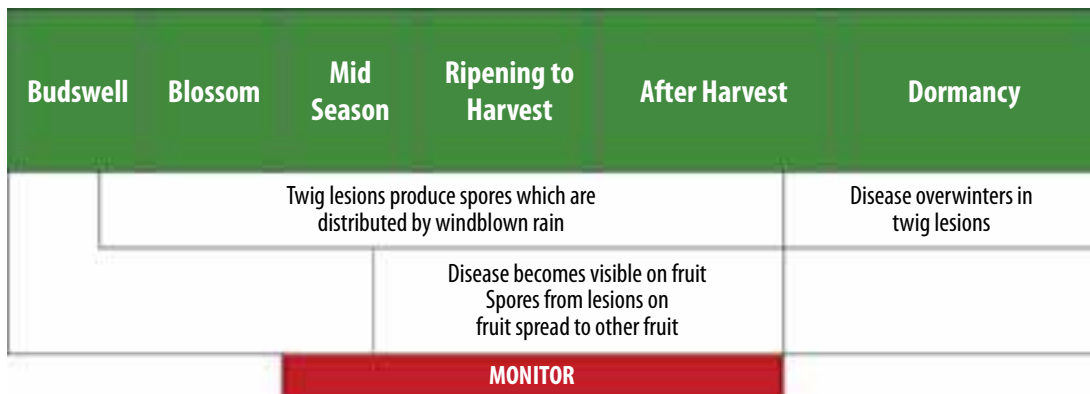 Budswell
Blossom
Mid
Season
Ripening to
Harvest
After Harvest
Dormancy
Twig lesions produce spores which are
distributed by windblown rain
Disease overwinters in
twig lesions
Disease becomes visible on fruit
Spores from lesions on
fruit spread to other fruit
MONITOR